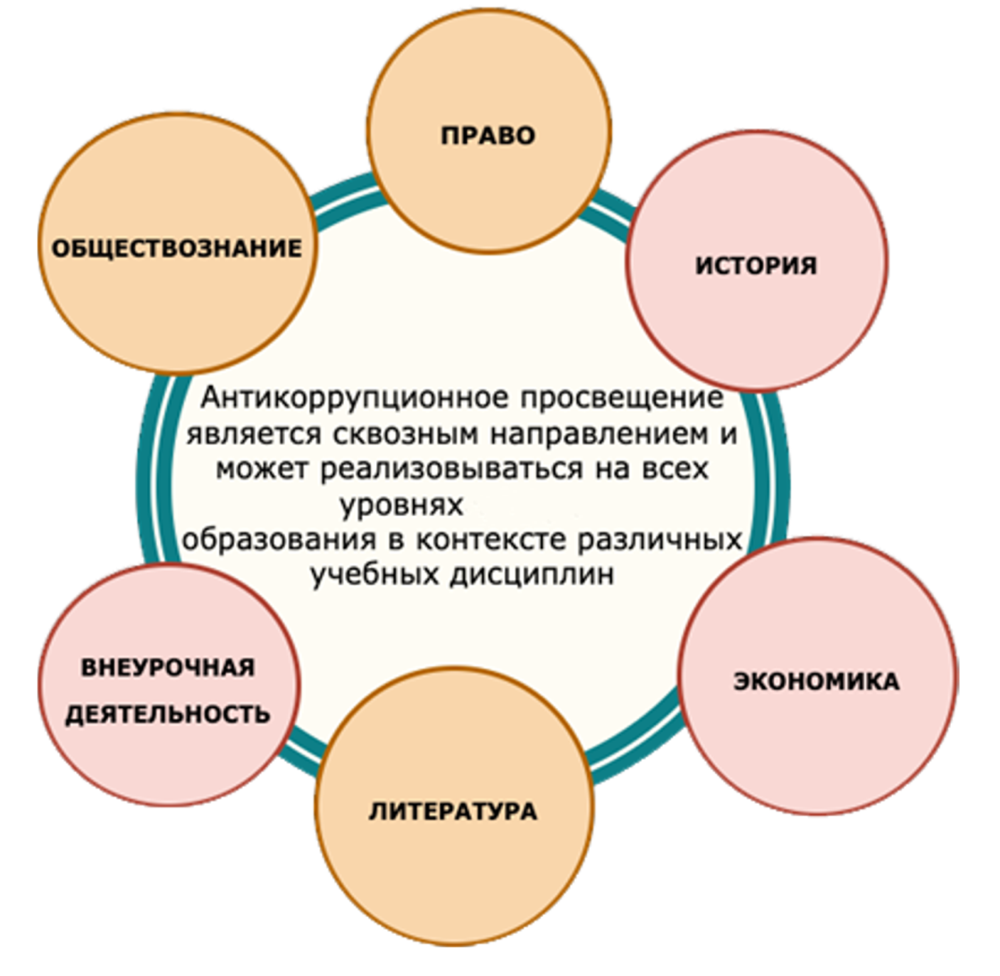 ПРАВО
ОБЩЕСТВОЗНАНИЕ
ИСТОРИЯ
Антикоррупционное просвещение
является сквозным направлением и
может реализовываться на всех
уровнях
образования в контексте различных
учебных дисциплин
ВНЕУРОЧНАЯ
ДЕЯТЕЛЬНОСТЬ
ЭКОНОМИКА
ЛИТЕРАТУРА